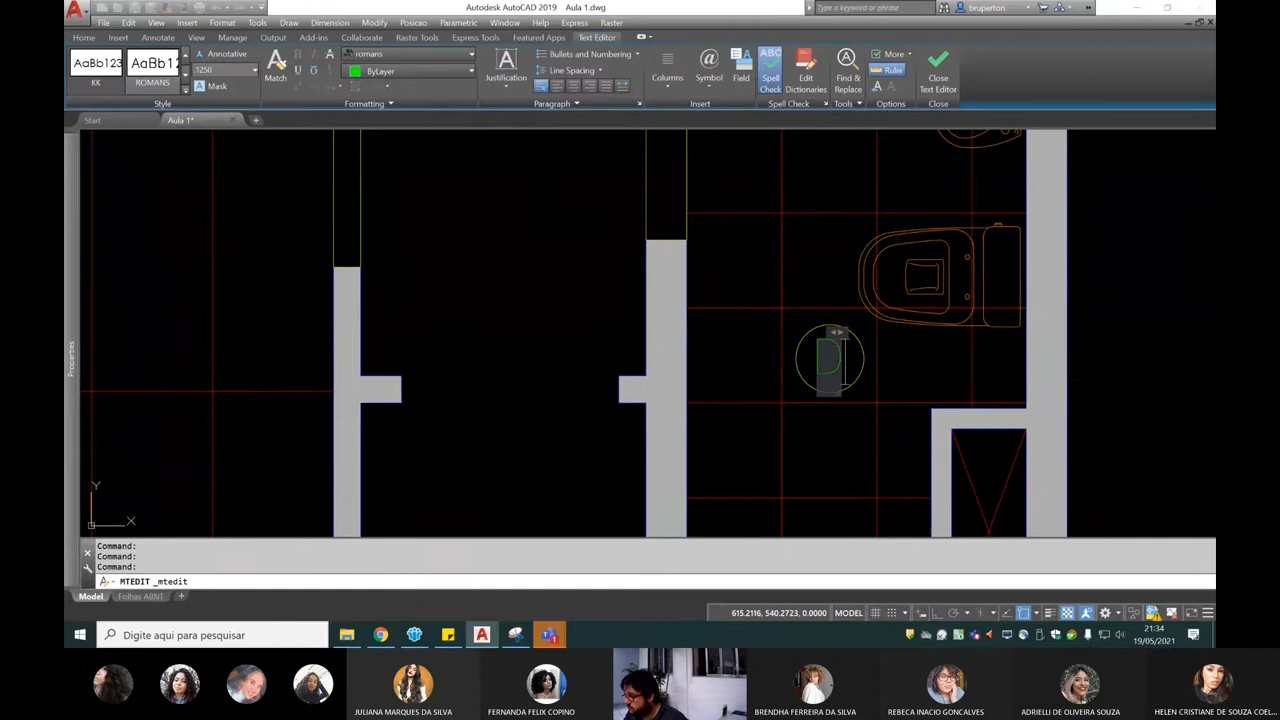 Autodesk AutoCAD 2019 Aula 1.dwg
Type a keyword or phrase
bruperton
File Edit View Insert Format Tools Draw Dimension Modify Posicao Parametric Window Help Express Raster
Home Insert Annotate View Manage Output Add-ins Collaborate Raster Tools Express Tools Featured Apps Text Editor
AaBb123 AaBb12
KK ROMANS
Annotative
.1250
Mask
Style
Match
romans
ByLayer
Formatting
Justification
Bullets and Numbering
Line Spacing
Paragraph
Columns Symbol Field
Insert
ABC
Spell Check
Edit Dictionaries
Spell Check
Find & Replace
Tools
More
Ruler
Options
Close Text Editor
Close
Start Aula 1*
Properties
D
Y
X
Command:
Command:
Command:
MTEDIT _mtedit
Model Folhas ABNT
615.2116, 540.2723, 0.0000 MODEL
Digite aqui para pesquisar
21:34
19/05/2021
JULIANA MARQUES DA SILVA
FERNANDA FELIX COPINO
BRENDHA FERREIRA DA SILVA
REBECA INACIO GONCALVES
ADRIELLI DE OLIVEIRA SOUZA
HELEN CRISTIANE DE SOUZA COEL